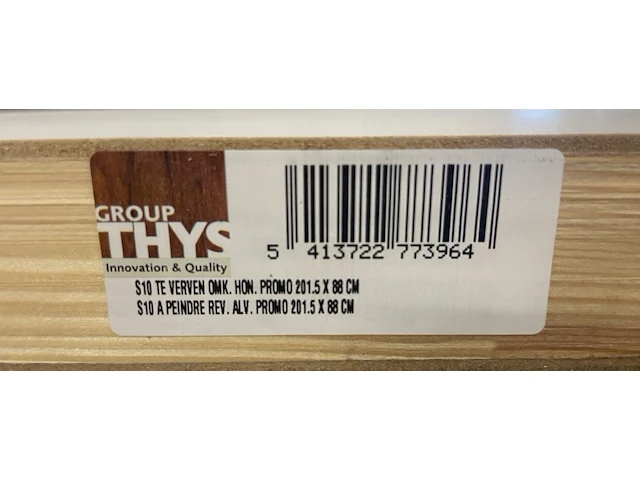 GROUP
THYS
Innovation & Quality
5 413722 773964
S10 TE VERVEN OMK. HON. PROMO 201.5 X 88 CM
S10 A PEINDRE REV. ALV. PROMO 201.5 X 88 CM